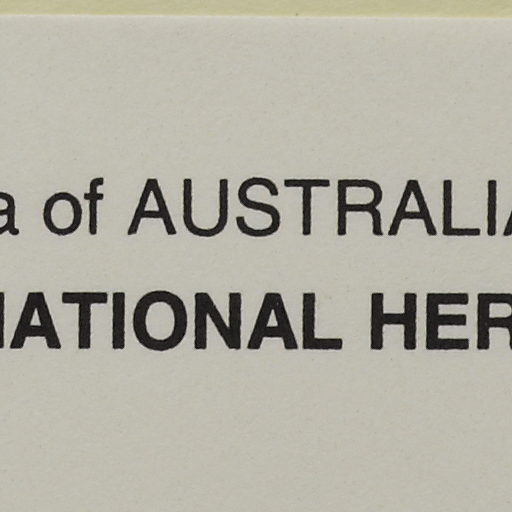 a of AUSTRALIA
NATIONAL HER